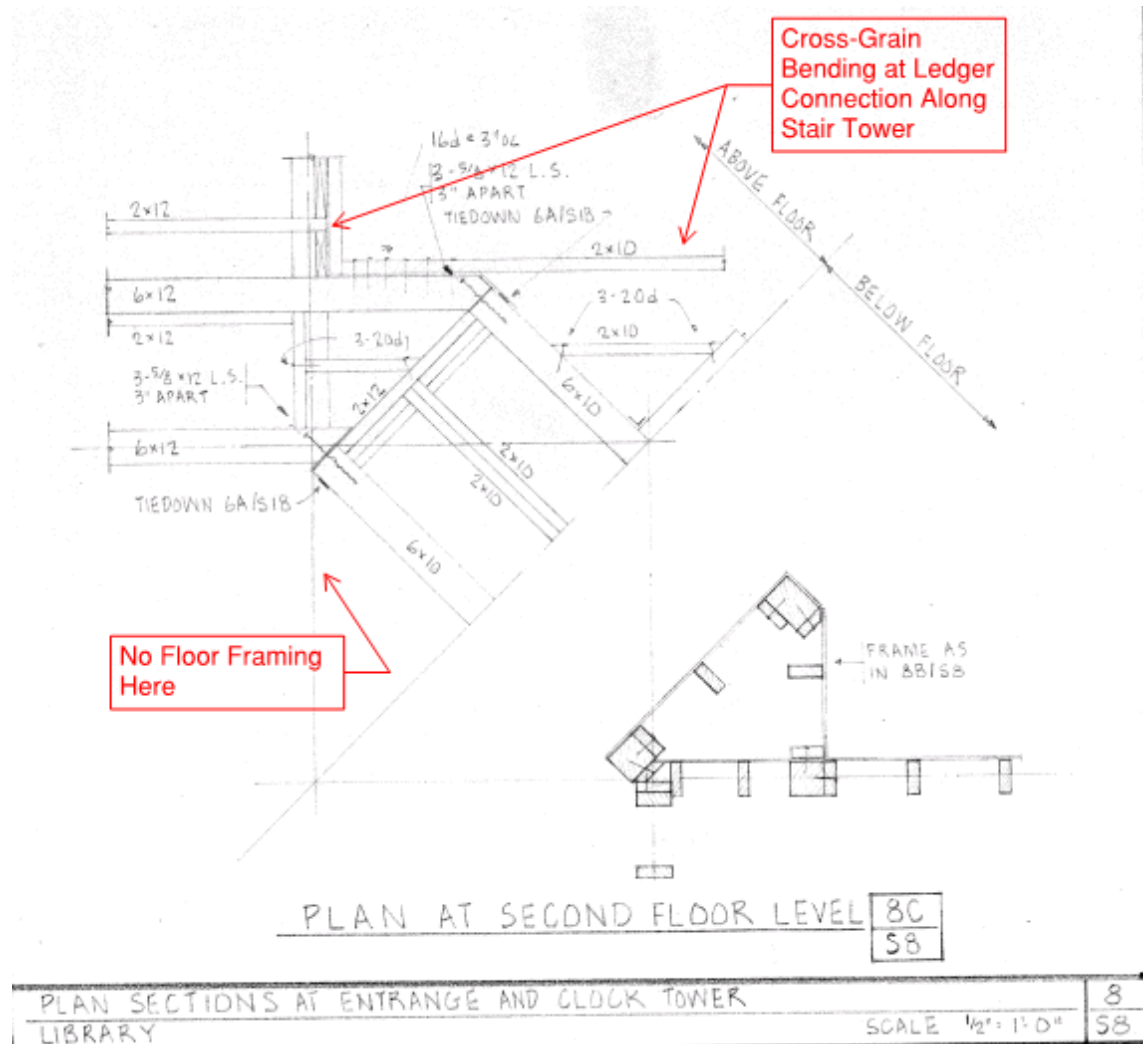 Cross-Grain
Bending at Ledger
Connection Along
Stair Tower
16d @ 3"OC
3-5/8 x 12 L.S.
3" APART
TIEDOWN 6A/S18
ABOVE FLOOR
BELOW FLOOR
2x12
2x10
6x12
3-20d
2x10
2x12
3-20d
3-5/8 x 12 L.S.
3" APART
2x12
6x10
6x12
2x10
2x10
TIEDOWN 6A/S18
6x10
No Floor Framing
Here
FRAME AS
IN 8B/S8
PLAN AT SECOND FLOOR LEVEL
8C
S8
PLAN SECTIONS AT ENTRANGE AND CLOCK TOWER
8
LIBRARY
SCALE 1/2" = 1'-0"
S8